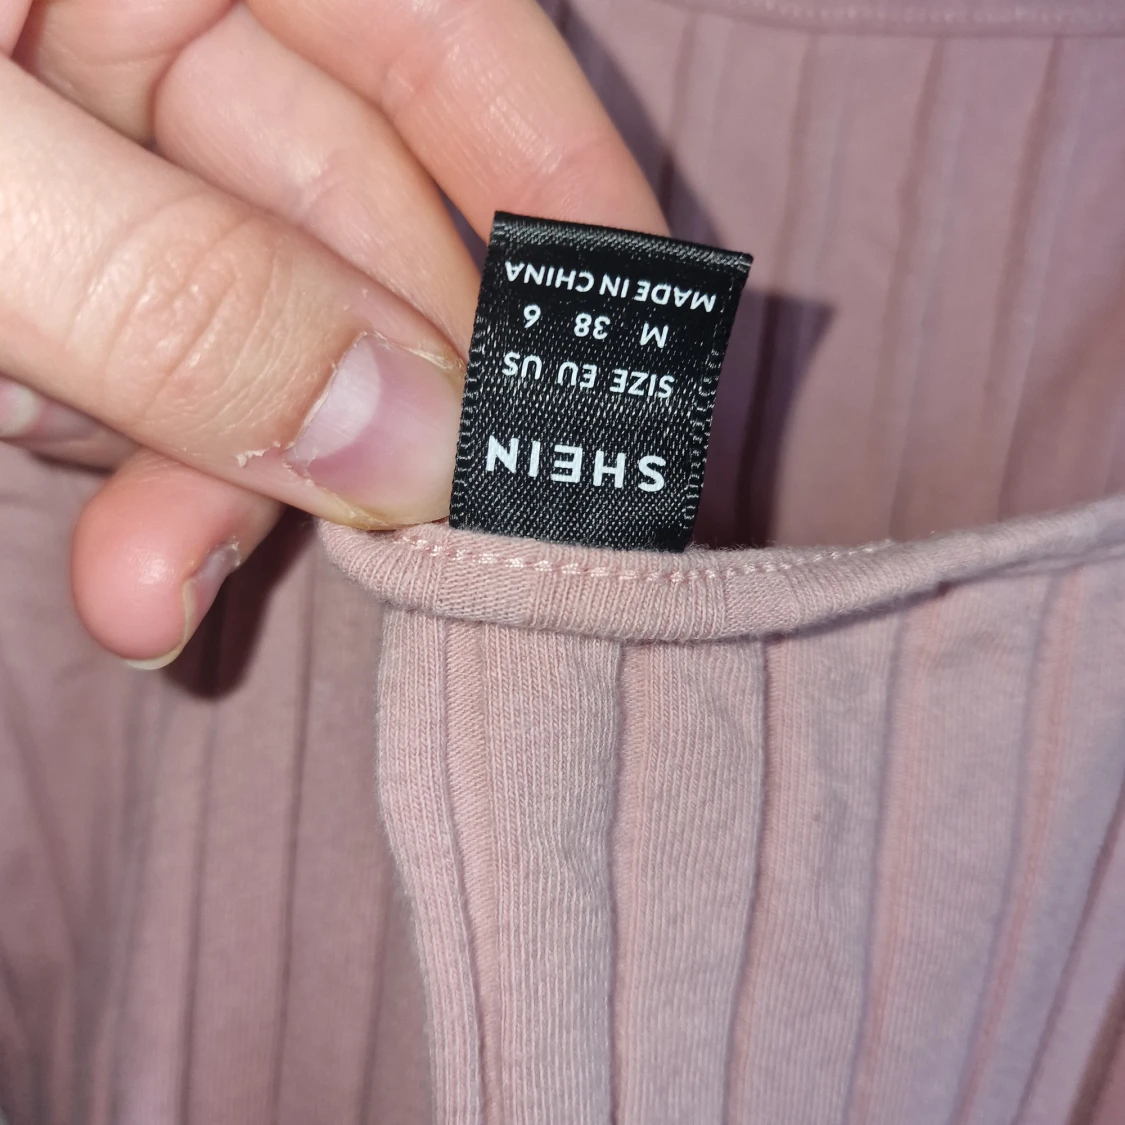 SHEIN
SIZE EU US
M 38 6
MADE IN CHINA